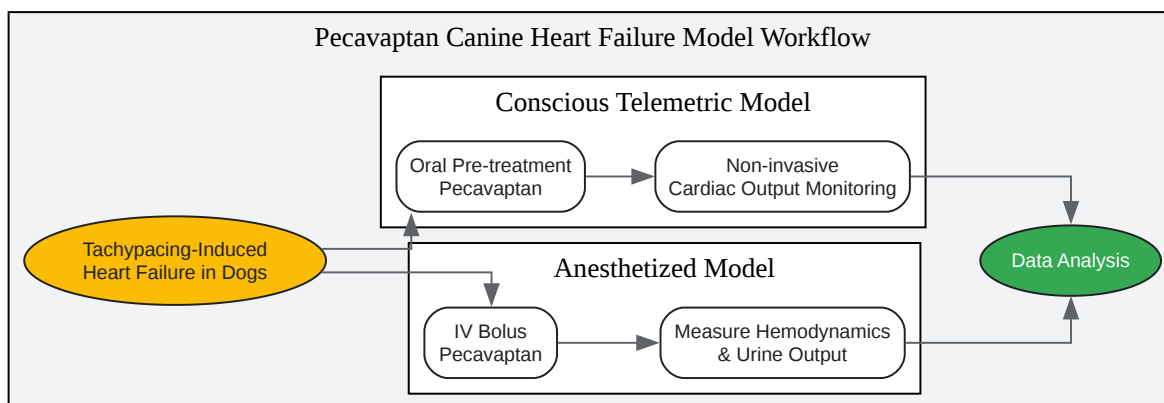 Pecavaptan Canine Heart Failure Model Workflow
Conscious Telemetric Model
Oral Pre-treatment
Pecavaptan
Non-invasive
Cardiac Output Monitoring
Tachypacing-Induced
Heart Failure in Dogs
Anesthetized Model
IV Bolus
Pecavaptan
Measure Hemodynamics
& Urine Output
Data Analysis